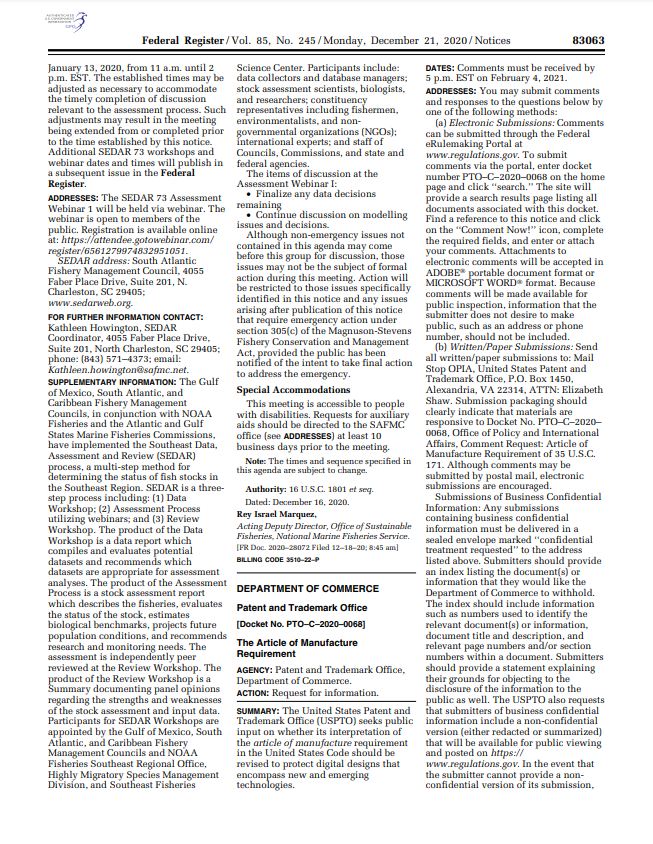 AUTHENTICATED
U.S. GOVERNMENT
INFORMATION
GPO
Federal Register / Vol. 85, No. 245 / Monday, December 21, 2020 / Notices
83063
January 13, 2020, from 11 a.m. until 2
p.m. EST. The established times may be
adjusted as necessary to accommodate
the timely completion of discussion
relevant to the assessment process. Such
adjustments may result in the meeting
being extended from or completed prior
to the time established by this notice.
Additional SEDAR 73 workshops and
webinar dates and times will publish in
a subsequent issue in the Federal
Register.
ADDRESSES: The SEDAR 73 Assessment
Webinar 1 will be held via webinar. The
webinar is open to members of the
public. Registration is available online
at: https://attendee.gotowebinar.com/
register/6561279974832951051.
SEDAR address: South Atlantic
Fishery Management Council, 4055
Faber Place Drive, Suite 201, N.
Charleston, SC 29405;
www.sedarweb.org.
FOR FURTHER INFORMATION CONTACT:
Kathleen Howington, SEDAR
Coordinator, 4055 Faber Place Drive,
Suite 201, North Charleston, SC 29405;
phone: (843) 571–4373; email:
Kathleen.howington@safmc.net.
SUPPLEMENTARY INFORMATION: The Gulf
of Mexico, South Atlantic, and
Caribbean Fishery Management
Councils, in conjunction with NOAA
Fisheries and the Atlantic and Gulf
States Marine Fisheries Commissions,
have implemented the Southeast Data,
Assessment and Review (SEDAR)
process, a multi-step method for
determining the status of fish stocks in
the Southeast Region. SEDAR is a three-
step process including: (1) Data
Workshop; (2) Assessment Process
utilizing webinars; and (3) Review
Workshop. The product of the Data
Workshop is a data report which
compiles and evaluates potential
datasets and recommends which
datasets are appropriate for assessment
analyses. The product of the Assessment
Process is a stock assessment report
which describes the fisheries, evaluates
the status of the stock, estimates
biological benchmarks, projects future
population conditions, and recommends
research and monitoring needs. The
assessment is independently peer
reviewed at the Review Workshop. The
product of the Review Workshop is a
Summary documenting panel opinions
regarding the strengths and weaknesses
of the stock assessment and input data.
Participants for SEDAR Workshops are
appointed by the Gulf of Mexico, South
Atlantic, and Caribbean Fishery
Management Councils and NOAA
Fisheries Southeast Regional Office,
Highly Migratory Species Management
Division, and Southeast Fisheries
Science Center. Participants include:
data collectors and database managers;
stock assessment scientists, biologists,
and researchers; constituency
representatives including fishermen,
environmentalists, and non-
governmental organizations (NGOs);
international experts; and staff of
Councils, Commissions, and state and
federal agencies.
The items of discussion at the
Assessment Webinar I:
• Finalize any data decisions
remaining
• Continue discussion on modelling
issues and decisions.
Although non-emergency issues not
contained in this agenda may come
before this group for discussion, those
issues may not be the subject of formal
action during this meeting. Action will
be restricted to those issues specifically
identified in this notice and any issues
arising after publication of this notice
that require emergency action under
section 305(c) of the Magnuson-Stevens
Fishery Conservation and Management
Act, provided the public has been
notified of the intent to take final action
to address the emergency.
Special Accommodations
This meeting is accessible to people
with disabilities. Requests for auxiliary
aids should be directed to the SAFMC
office (see ADDRESSES) at least 10
business days prior to the meeting.
Note: The times and sequence specified in
this agenda are subject to change.
Authority: 16 U.S.C. 1801 et seq.
Dated: December 16, 2020.
Rey Israel Marquez,
Acting Deputy Director, Office of Sustainable
Fisheries, National Marine Fisheries Service.
[FR Doc. 2020–28072 Filed 12–18–20; 8:45 am]
BILLING CODE 3510–22–P
DEPARTMENT OF COMMERCE
Patent and Trademark Office
[Docket No. PTO–C–2020–0068]
The Article of Manufacture
Requirement
AGENCY: Patent and Trademark Office,
Department of Commerce.
ACTION: Request for information.
SUMMARY: The United States Patent and
Trademark Office (USPTO) seeks public
input on whether its interpretation of
the article of manufacture requirement
in the United States Code should be
revised to protect digital designs that
encompass new and emerging
technologies.
DATES: Comments must be received by
5 p.m. EST on February 4, 2021.
ADDRESSES: You may submit comments
and responses to the questions below by
one of the following methods:
(a) Electronic Submissions: Comments
can be submitted through the Federal
eRulemaking Portal at
www.regulations.gov. To submit
comments via the portal, enter docket
number PTO–C–2020–0068 on the home
page and click “search.” The site will
provide a search results page listing all
documents associated with this docket.
Find a reference to this notice and click
on the “Comment Now!” icon, complete
the required fields, and enter or attach
your comments. Attachments to
electronic comments will be accepted in
ADOBE® portable document format or
MICROSOFT WORD® format. Because
comments will be made available for
public inspection, information that the
submitter does not desire to make
public, such as an address or phone
number, should not be included.
(b) Written/Paper Submissions: Send
all written/paper submissions to: Mail
Stop OPIA, United States Patent and
Trademark Office, P.O. Box 1450,
Alexandria, VA 22314, ATTN: Elizabeth
Shaw. Submission packaging should
clearly indicate that materials are
responsive to Docket No. PTO–C–2020–
0068, Office of Policy and International
Affairs, Comment Request: Article of
Manufacture Requirement of 35 U.S.C.
171. Although comments may be
submitted by postal mail, electronic
submissions are encouraged.
Submissions of Business Confidential
Information: Any submissions
containing business confidential
information must be delivered in a
sealed envelope marked “confidential
treatment requested” to the address
listed above. Submitters should provide
an index listing the document(s) or
information that they would like the
Department of Commerce to withhold.
The index should include information
such as numbers used to identify the
relevant document(s) or information,
document title and description, and
relevant page numbers and/or section
numbers within a document. Submitters
should provide a statement explaining
their grounds for objecting to the
disclosure of the information to the
public as well. The USPTO also requests
that submitters of business confidential
information include a non-confidential
version (either redacted or summarized)
that will be available for public viewing
and posted on https://
www.regulations.gov. In the event that
the submitter cannot provide a non-
confidential version of its submission,